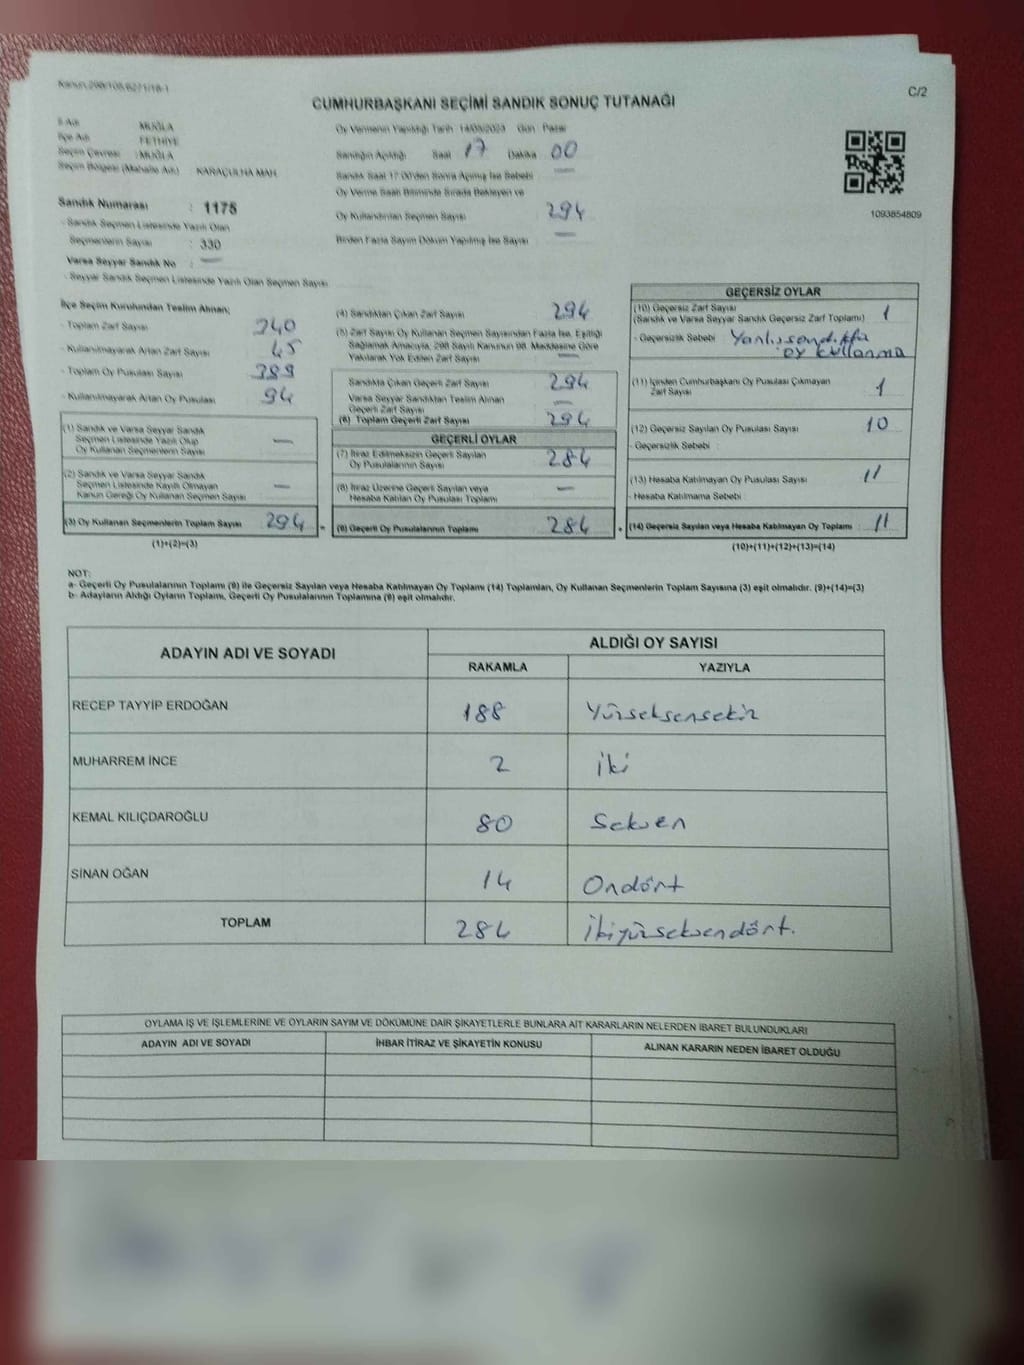 C/2
CUMHURBAŞKANI SEÇİMİ SANDIK SONUÇ TUTANAĞI
İl Adı : MUĞLA
İlçe Adı : FETHİYE
Seçim Çevresi : MUĞLA
Seçim Bölgesi (Mahalle Adı) KARAÇULHA MAH.
Sandık Numarası : 1175
- Sandık Seçmen Listesinde Yazılı Olan
Seçmenlerin Sayısı : 330
Varsa Seyyar Sandık No : —
- Seyyar Sandık Seçmen Listesinde Yazılı Olan Seçmen Sayısı
Oy Vermenin Yapıldığı Tarih 14/05/2023 Gün Pazar
Sandığın Açıldığı Saat 17 Dakika 00
Sandık Saat 17:00'den Sonra Açılmış İse Sebebi —
Oy Verme Saati Bitiminde Sırada Bekleyen ve
Oy Kullandırılan Seçmen Sayısı 294
Birden Fazla Sayım Döküm Yapılmış İse Sayısı —
1093854809
İlçe Seçim Kurulundan Teslim Alınan;
- Toplam Zarf Sayısı 340
- Kullanılmayarak Artan Zarf Sayısı 45
- Toplam Oy Pusulası Sayısı 389
- Kullanılmayarak Artan Oy Pusulası 94
(1) Sandık ve Varsa Seyyar Sandık
Seçmen Listesinde Yazılı Olup
Oy Kullanan Seçmenlerin Sayısı —
(2) Sandık ve Varsa Seyyar Sandık
Seçmen Listesinde Kayıtlı Olmayan
Kanun Gereği Oy Kullanan Seçmen Sayısı —
(3) Oy Kullanan Seçmenlerin Toplam Sayısı 294 =
(1)+(2)=(3)
(4) Sandıktan Çıkan Zarf Sayısı 294
(5) Zarf Sayısı Oy Kullanan Seçmen Sayısından Fazla İse, Eşitliği
Sağlamak Amacıyla, 298 Sayılı Kanunun 98. Maddesine Göre
Yakılarak Yok Edilen Zarf Sayısı —
Sandıkta Çıkan Geçerli Zarf Sayısı 294
Varsa Seyyar Sandıktan Teslim Alınan
Geçerli Zarf Sayısı —
(6) Toplam Geçerli Zarf Sayısı 294
GEÇERLİ OYLAR
(7) İtiraz Edilmeksizin Geçerli Sayılan
Oy Pusulalarının Sayısı 284
(8) İtiraz Üzerine Geçerli Sayılan veya
Hesaba Katılan Oy Pusulası Toplamı —
(9) Geçerli Oy Pusulalarının Toplamı 284 +
GEÇERSİZ OYLAR
(10) Geçersiz Zarf Sayısı
(Sandık ve Varsa Seyyar Sandık Geçersiz Zarf Toplamı) 1
- Geçersizlik Sebebi : Yanlış sandıkta
oy kullanma
(11) İçinden Cumhurbaşkanı Oy Pusulası Çıkmayan
Zarf Sayısı 1
(12) Geçersiz Sayılan Oy Pusulası Sayısı 10
- Geçersizlik Sebebi :
(13) Hesaba Katılmayan Oy Pusulası Sayısı 11
- Hesaba Katılmama Sebebi :
(14) Geçersiz Sayılan veya Hesaba Katılmayan Oy Toplamı : 11
(10)+(11)+(12)+(13)=(14)
NOT:
a- Geçerli Oy Pusulalarının Toplamı (9) ile Geçersiz Sayılan veya Hesaba Katılmayan Oy Toplamı (14) Toplamları, Oy Kullanan Seçmenlerin Toplam Sayısına (3) eşit olmalıdır. (9)+(14)=(3)
b- Adayların Aldığı Oyların Toplamı, Geçerli Oy Pusulalarının Toplamına (9) eşit olmalıdır.
ADAYIN ADI VE SOYADI ALDIĞI OY SAYISI
RAKAMLA YAZIYLA
RECEP TAYYİP ERDOĞAN 188 Yüzseksensekiz
MUHARREM İNCE 2 iki
KEMAL KILIÇDAROĞLU 80 Seksen
SİNAN OĞAN 14 Ondört
TOPLAM 284 ikiyüzseksendört.
OYLAMA İŞ VE İŞLEMLERİNE VE OYLARIN SAYIM VE DÖKÜMÜNE DAİR ŞİKAYETLERLE BUNLARA AİT KARARLARIN NELERDEN İBARET BULUNDUKLARI
ADAYIN ADI VE SOYADI İHBAR İTİRAZ VE ŞİKAYETİN KONUSU ALINAN KARARIN NEDEN İBARET OLDUĞU